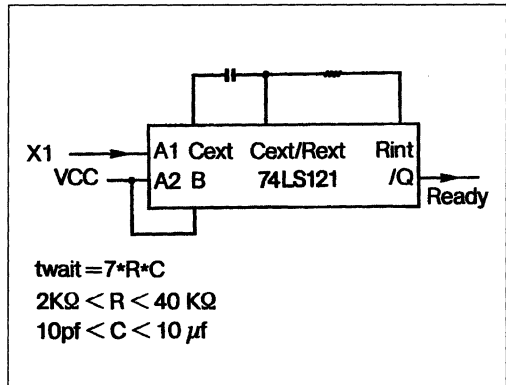 X1 A1 Cext Cext/Rext Rint
VCC A2 B 74LS121 /Q
Ready
twait=7*R*C
2KΩ < R < 40 KΩ
10pf < C < 10 µf